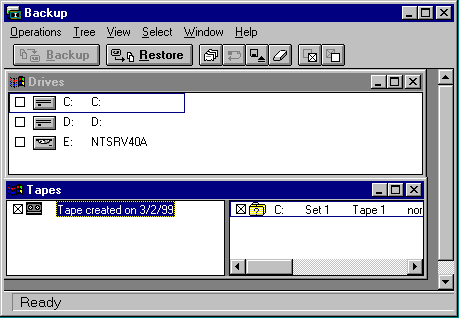 Backup
Operations Tree View Select Window Help
Backup Restore
Drives
C: C:
D: D:
E: NTSRV40A
Tapes
Tape created on 3/2/99 C: Set 1 Tape 1 nor
Ready